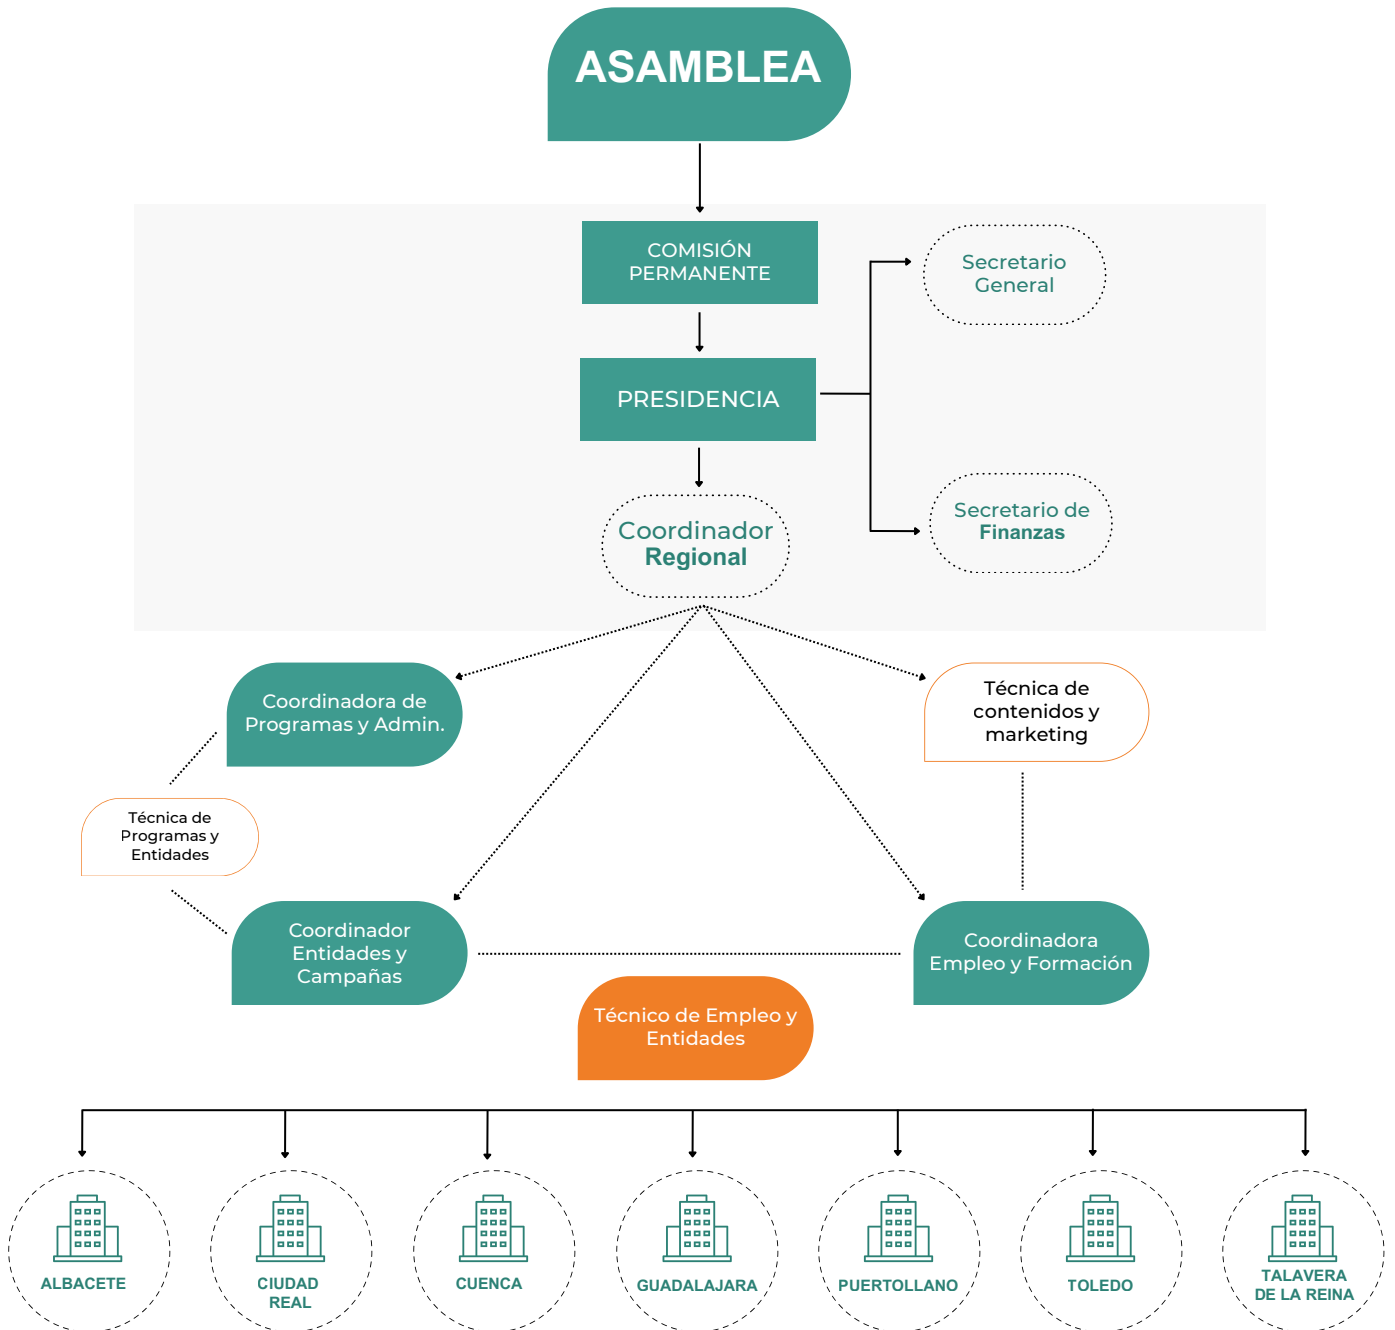 ASAMBLEA
COMISIÓN
PERMANENTE
Secretario
General
PRESIDENCIA
Secretario de
Finanzas
Coordinador
Regional
Coordinadora de
Programas y Admin.
Técnica de
contenidos y
marketing
Técnica de
Programas y
Entidades
Coordinador
Entidades y
Campañas
Coordinadora
Empleo y Formación
Técnico de Empleo y
Entidades
ALBACETE
CIUDAD
REAL
CUENCA
GUADALAJARA
PUERTOLLANO
TOLEDO
TALAVERA
DE LA REINA